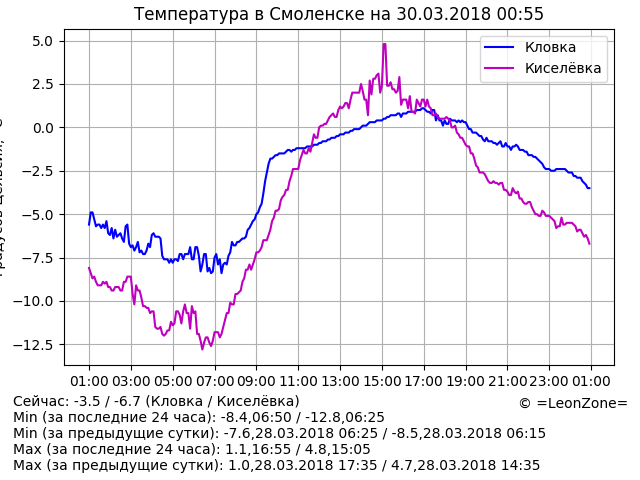 Температура в Смоленске на 30.03.2018 00:55
Кловка
Киселёвка
5.0
2.5
0.0
−2.5
−5.0
−7.5
−10.0
−12.5
01:00 03:00 05:00 07:00 09:00 11:00 13:00 15:00 17:00 19:00 21:00 23:00 01:00
Сейчас: -3.5 / -6.7 (Кловка / Киселёвка)
© =LeonZone=
Min (за последние 24 часа): -8.4,06:50 / -12.8,06:25
Min (за предыдущие сутки): -7.6,28.03.2018 06:25 / -8.5,28.03.2018 06:15
Max (за последние 24 часа): 1.1,16:55 / 4.8,15:05
Max (за предыдущие сутки): 1.0,28.03.2018 17:35 / 4.7,28.03.2018 14:35